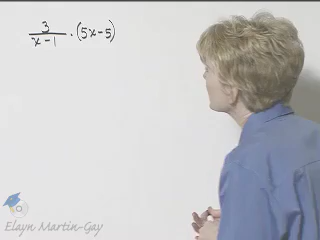 3/(x-1) · (5x-5)
Elayn Martin-Gay